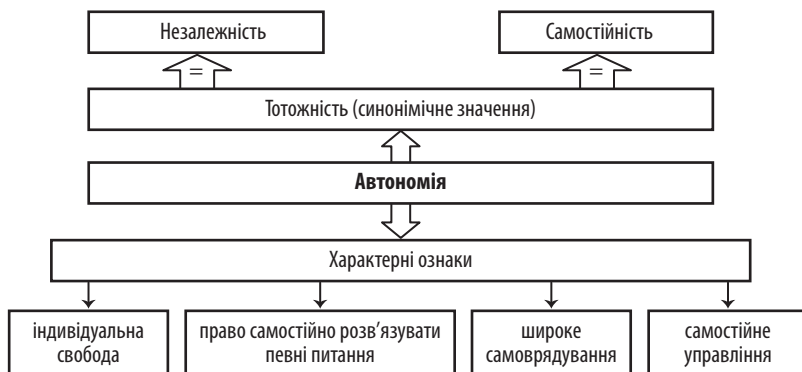 Незалежність
Самостійність
=
=
Тотожність (синонімічне значення)
Автономія
Характерні ознаки
індивідуальна
свобода
право самостійно розв’язувати
певні питання
широке
самоврядування
самостійне
управління